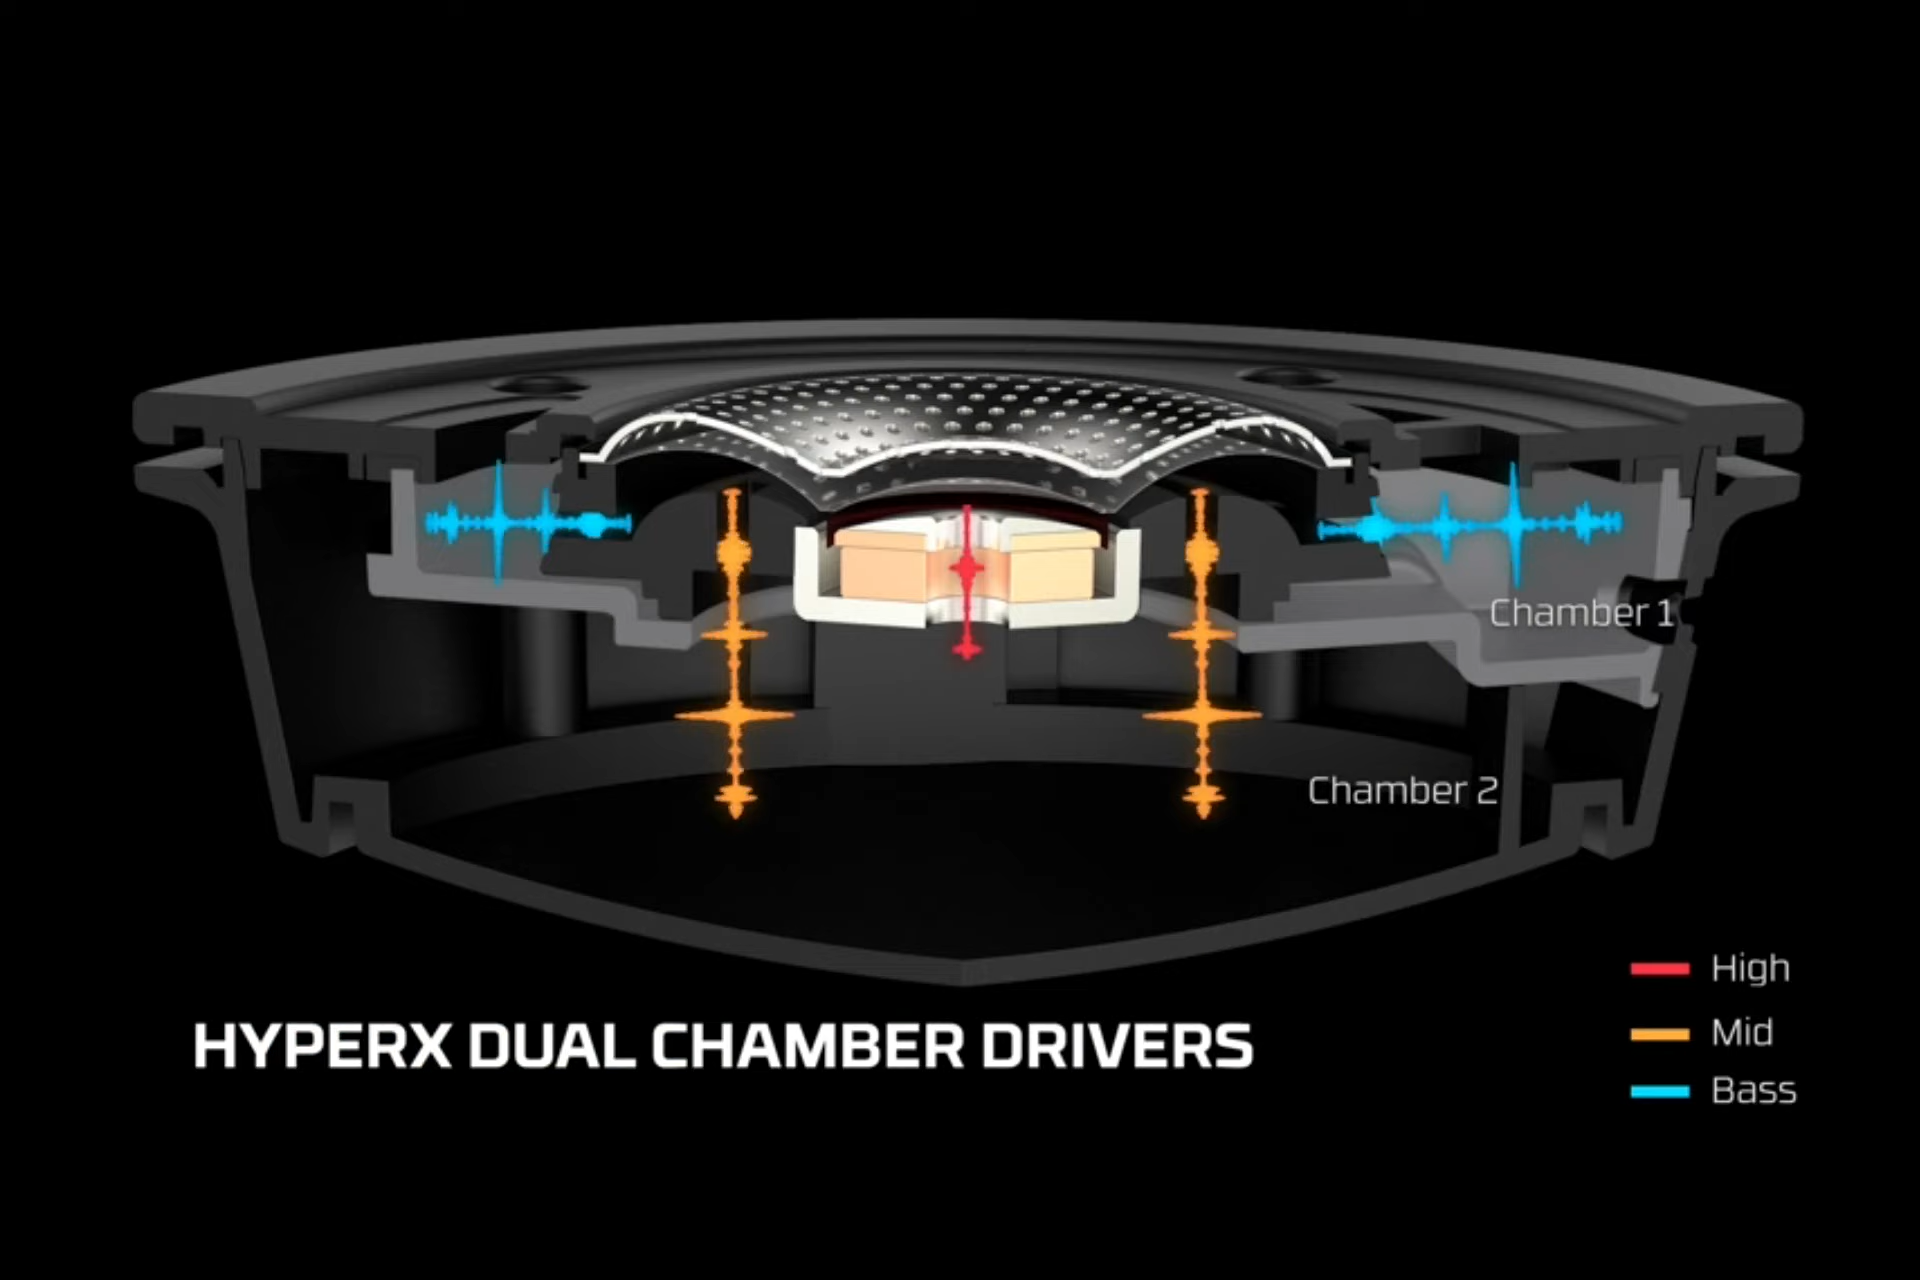 Chamber 1
Chamber 2
High
Mid
Bass
HYPERX DUAL CHAMBER DRIVERS